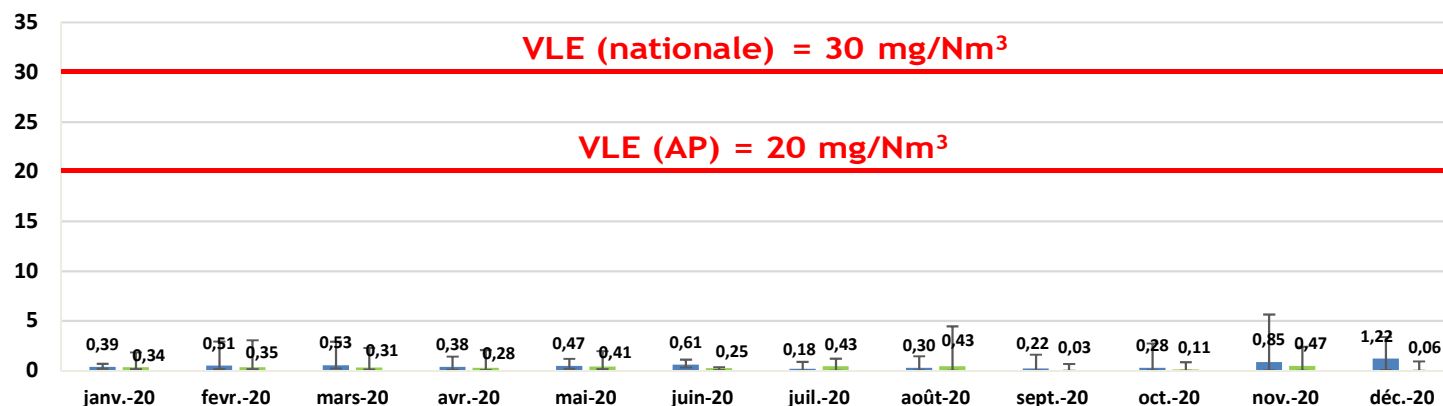 35
VLE (nationale) = 30 mg/Nm³
30
25
VLE (AP) = 20 mg/Nm³
20
15
10
5
0,39 0,34 0,51 0,35 0,53 0,31 0,38 0,28 0,47 0,41 0,61 0,25 0,18 0,43 0,30 0,43 0,22 0,03 0,28 0,11 0,85 0,47 1,22 0,06
0
janv.-20 fevr.-20 mars-20 avr.-20 mai-20 juin-20 juil.-20 août-20 sept.-20 oct.-20 nov.-20 déc.-20